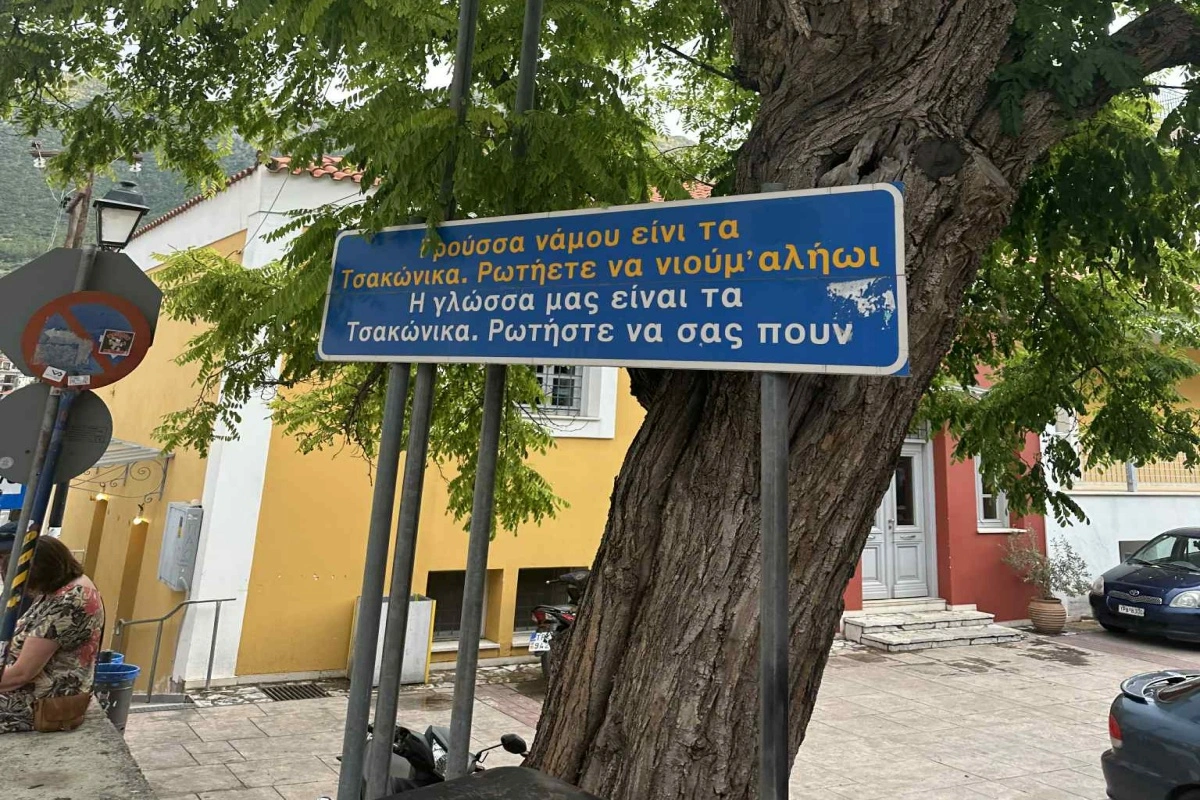 γρούσσα νάμου είνι τα
Τσακώνικα. Ρωτήετε να νιούμ' αλήωι
Η γλώσσα μας είναι τα
Τσακώνικα. Ρωτήστε να σας πουν